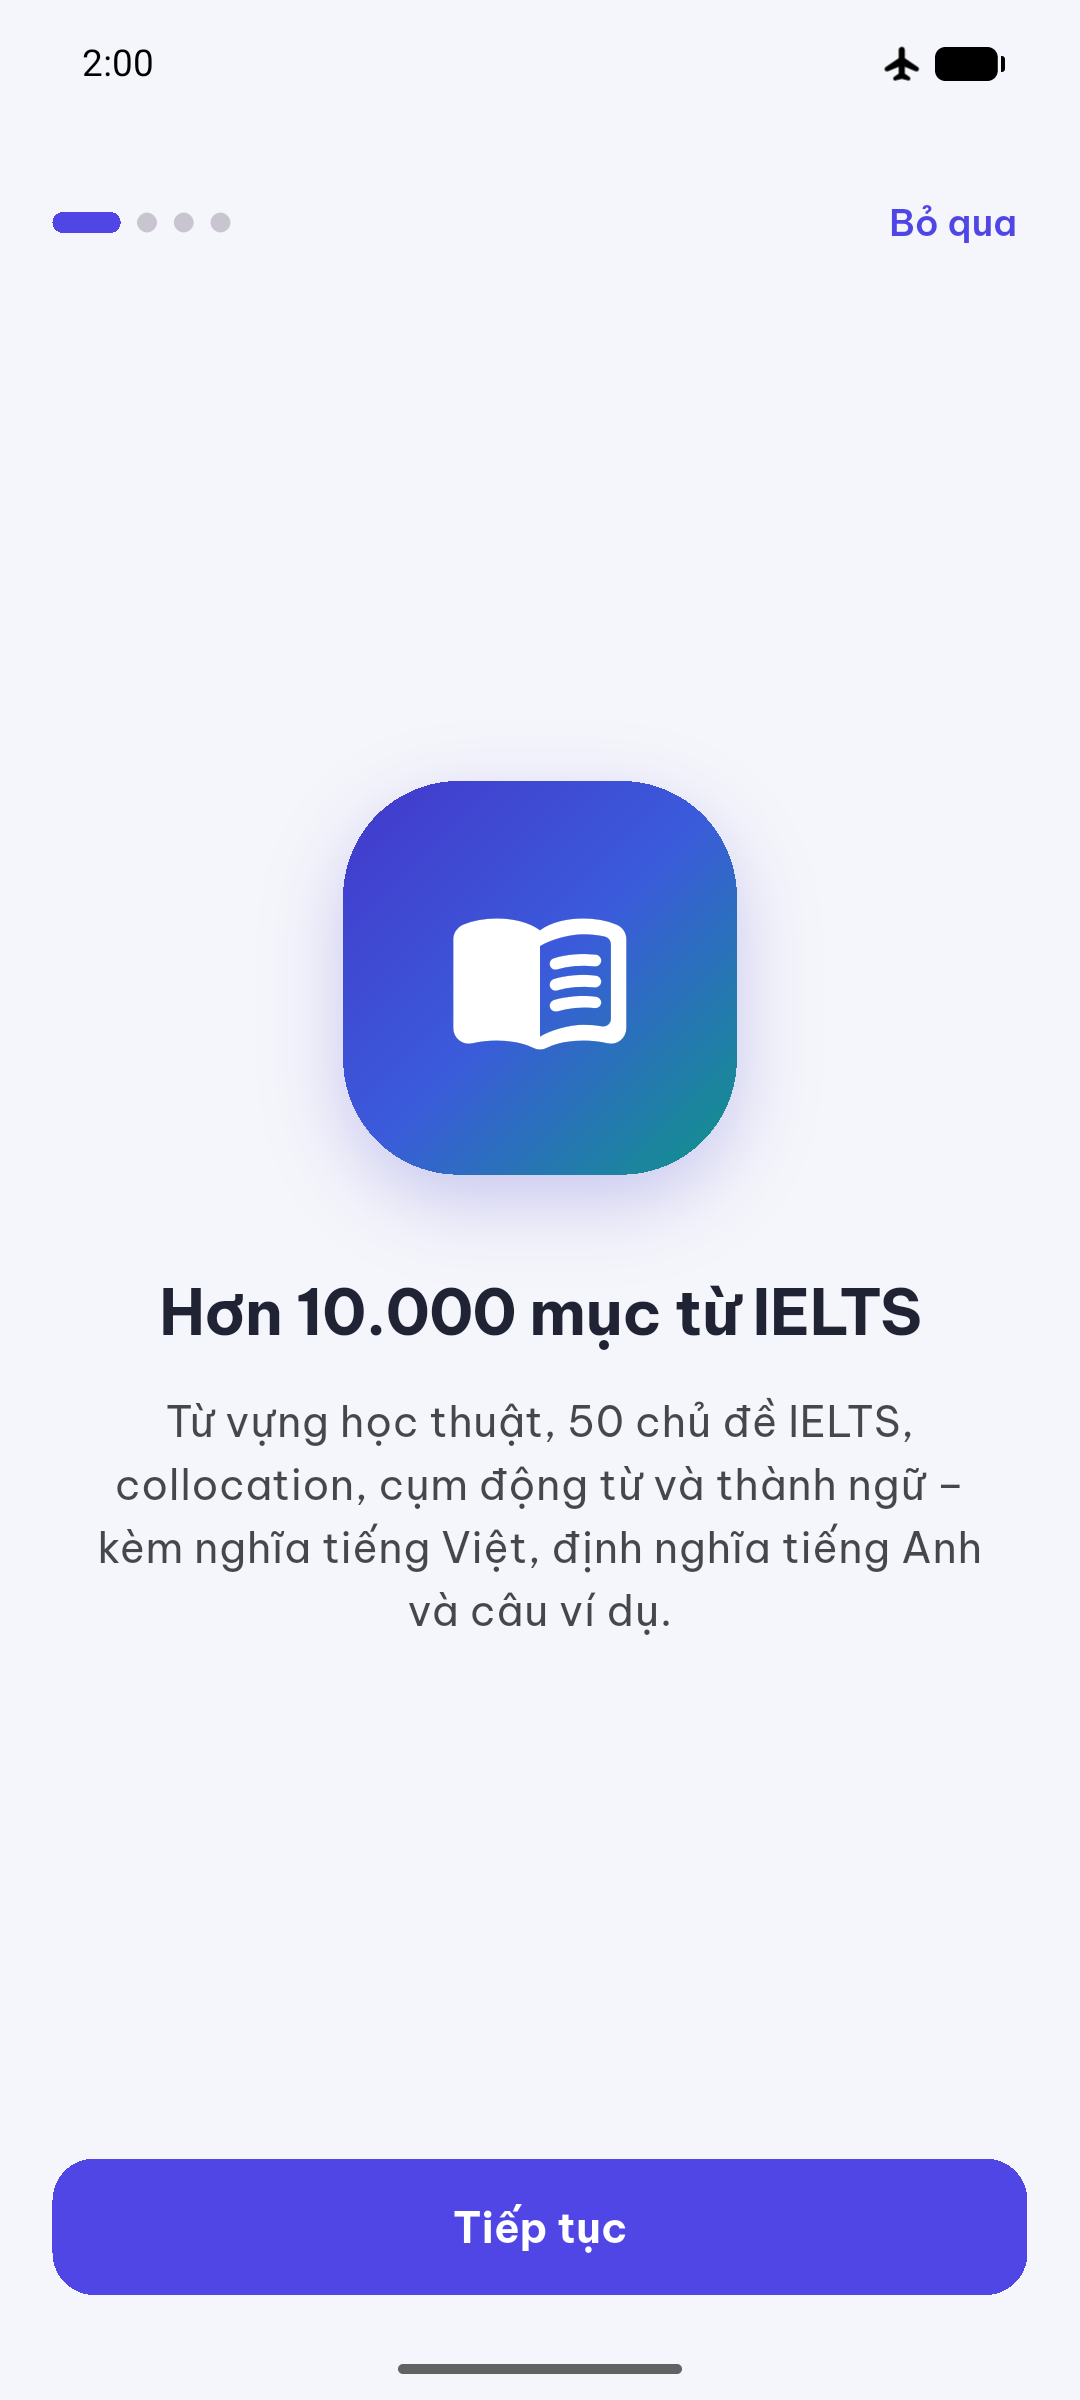 2:00
Bỏ qua
Hơn 10.000 mục từ IELTS
Từ vựng học thuật, 50 chủ đề IELTS,
collocation, cụm động từ và thành ngữ –
kèm nghĩa tiếng Việt, định nghĩa tiếng Anh
và câu ví dụ.
Tiếp tục